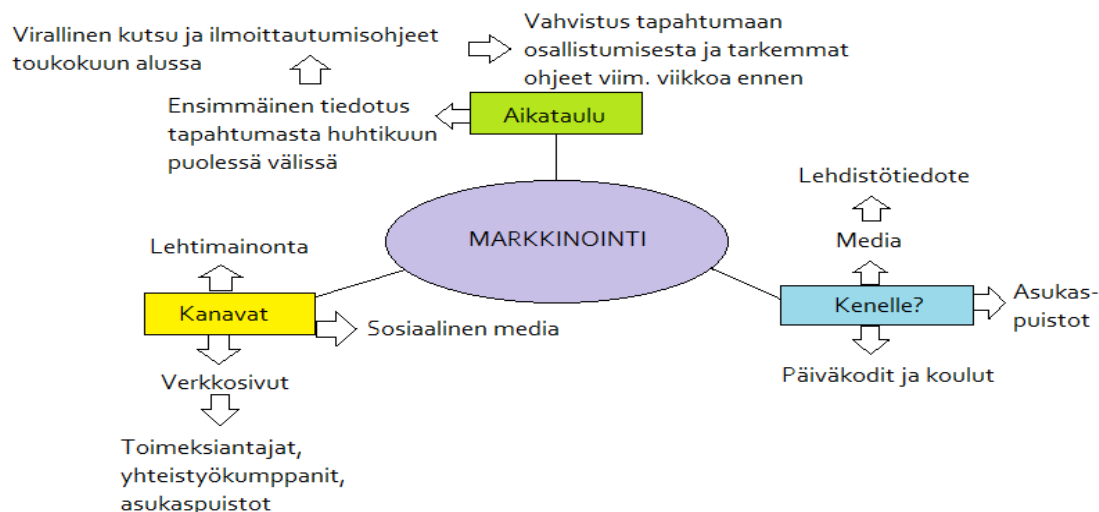 Virallinen kutsu ja ilmoittautumisohjeet
toukokuun alussa
Vahvistus tapahtumaan
osallistumisesta ja tarkemmat
ohjeet viim. viikkoa ennen
Ensimmäinen tiedotus
tapahtumasta huhtikuun
puolessä välissä
Aikataulu
MARKKINOINTI
Lehdistötiedote
Media
Kenelle?
Asukas-
puistot
Päiväkodit ja koulut
Lehtimainonta
Kanavat
Sosiaalinen media
Verkkosivut
Toimeksiantajat,
yhteistyökumppanit,
asukaspuistot